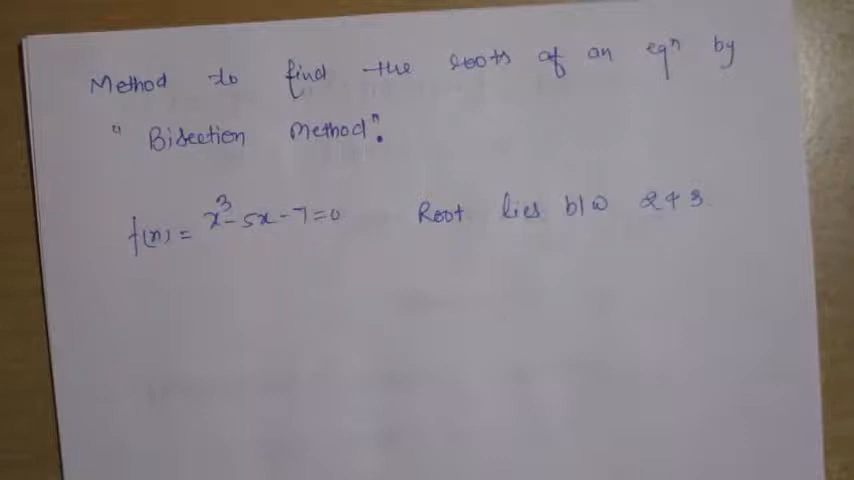 Method to find the roots of an eqⁿ by
" Bisection Method".
f(x) = x³-5x-7=0 Root lies b/w 2 & 3.